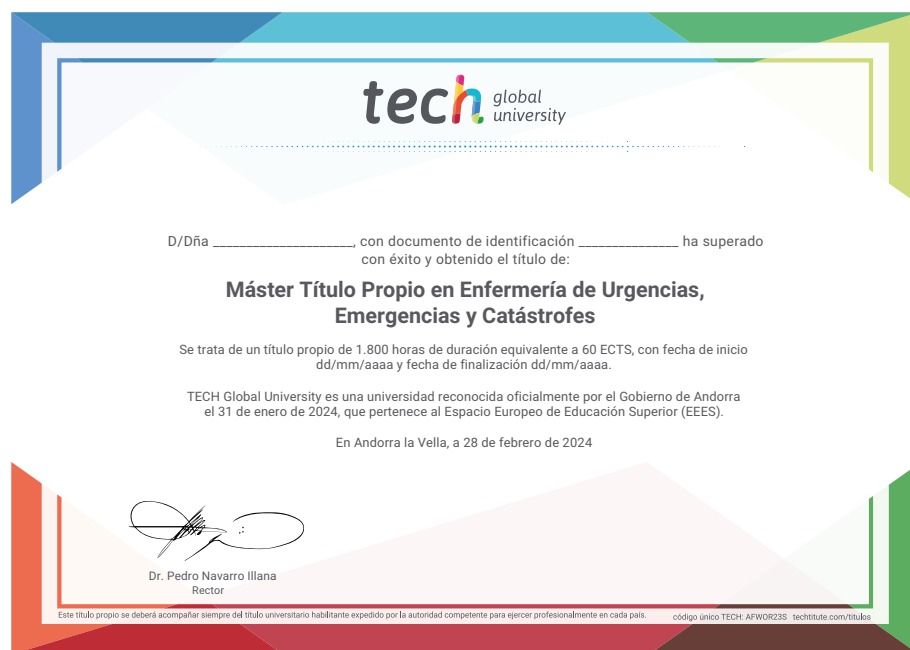 tech global university
D/Dña _____________________, con documento de identificación _______________ ha superado
con éxito y obtenido el título de:
Máster Título Propio en Enfermería de Urgencias,
Emergencias y Catástrofes
Se trata de un título propio de 1.800 horas de duración equivalente a 60 ECTS, con fecha de inicio
dd/mm/aaaa y fecha de finalización dd/mm/aaaa.
TECH Global University es una universidad reconocida oficialmente por el Gobierno de Andorra
el 31 de enero de 2024, que pertenece al Espacio Europeo de Educación Superior (EEES).
En Andorra la Vella, a 28 de febrero de 2024
Dr. Pedro Navarro Illana
Rector
Este título propio se deberá acompañar siempre del título universitario habilitante expedido por la autoridad competente para ejercer profesionalmente en cada país.
código único TECH: AFWOR23S techtitute.com/titulos